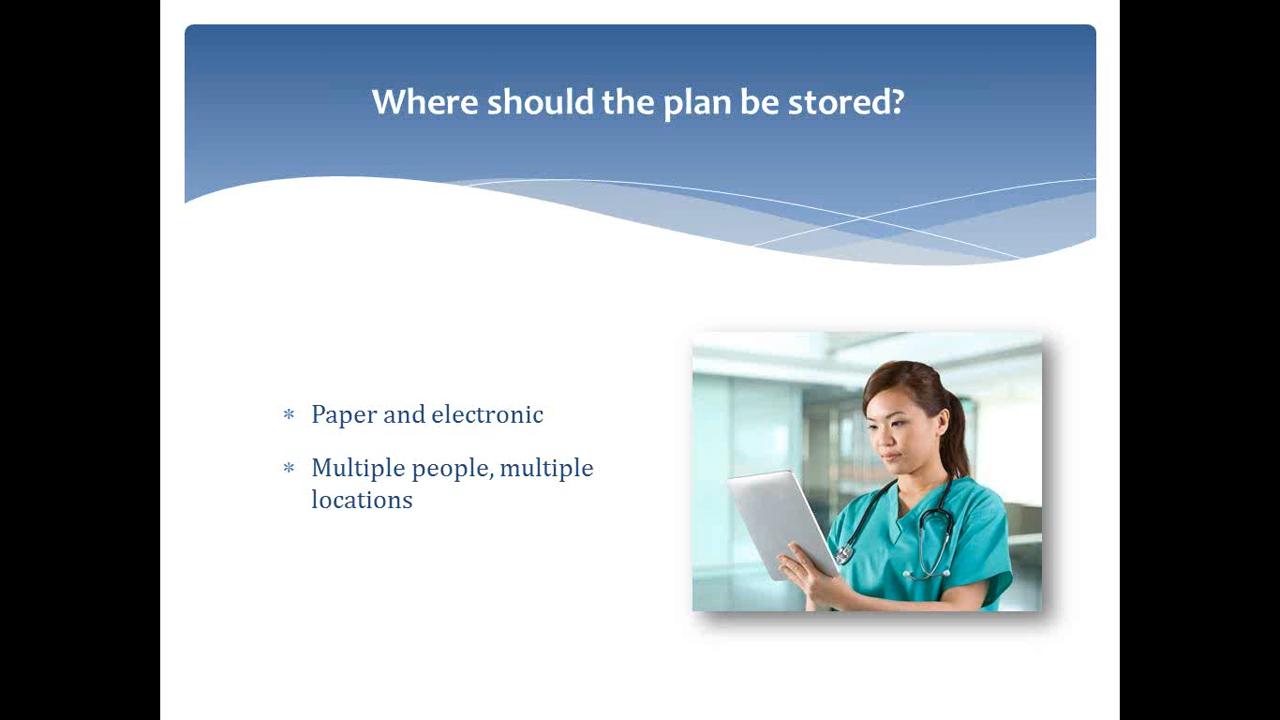 Where should the plan be stored?
* Paper and electronic
* Multiple people, multiple
locations